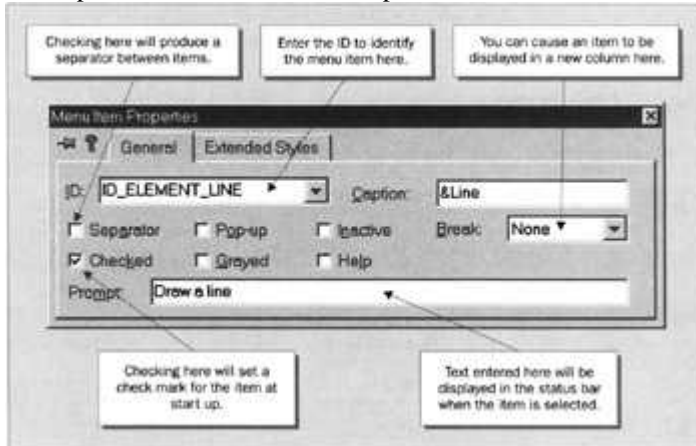 Checking here will produce a
separator between items.
Enter the ID to identify
the menu item here.
You can cause an item to be
displayed in a new column here.
Menu Item Properties
General Extended Styles
ID: ID_ELEMENT_LINE Caption: &Line
Separator Pop-up Inactive Break: None
Checked Grayed Help
Prompt: Draw a line
Checking here will set a
check mark for the item at
start up.
Text entered here will be
displayed in the status bar
when the item is selected.